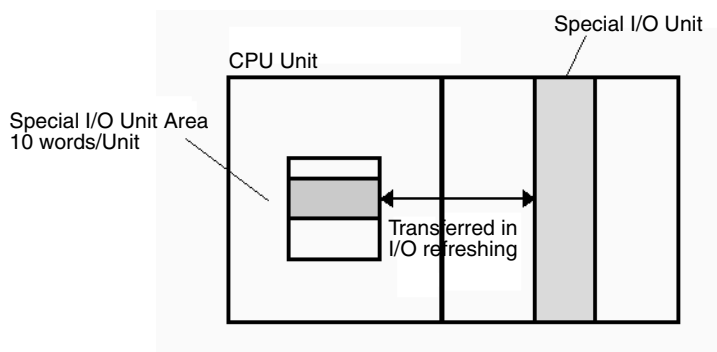 Special I/O Unit
CPU Unit
Special I/O Unit Area
10 words/Unit
Transferred in
I/O refreshing